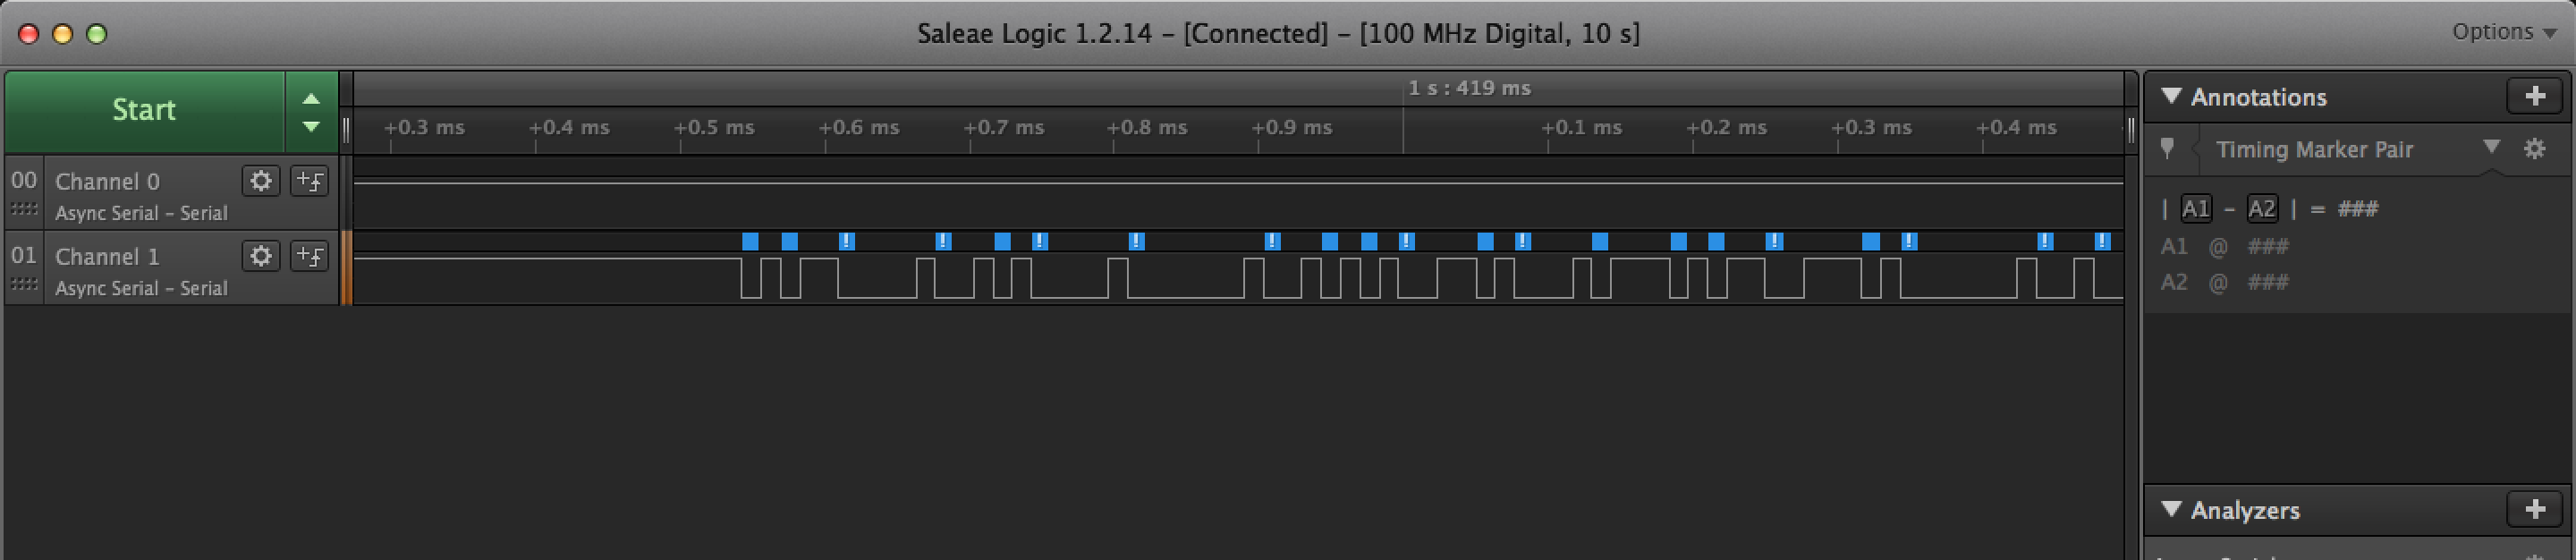 Saleae Logic 1.2.14 – [Connected] – [100 MHz Digital, 10 s]
Options
Start
1 s : 419 ms
+0.3 ms +0.4 ms +0.5 ms +0.6 ms +0.7 ms +0.8 ms +0.9 ms +0.1 ms +0.2 ms +0.3 ms +0.4 ms
Annotations
Timing Marker Pair
00 Channel 0
Async Serial - Serial
01 Channel 1
Async Serial - Serial
! ! ! ! ! ! ! ! ! ! !
| A1 - A2 | = ###
A1 @ ###
A2 @ ###
Analyzers